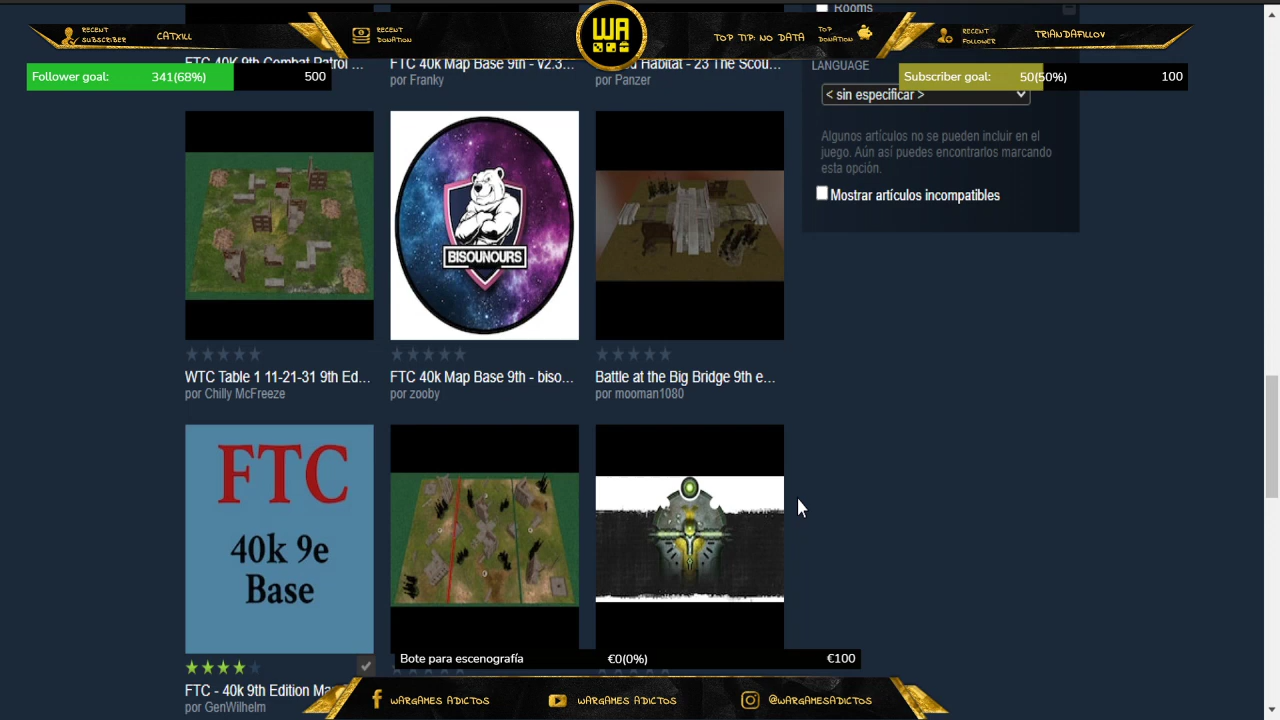 Rooms
RECENT
SUBSCRIBER
CATXILL
RECENT
DONATION
WA
TOP TIP: NO DATA
TOP
DONATION
RECENT
FOLLOWER
TRIANDAFILLOV
FTC 40K 9th Combat Patrol ...
FTC 40k Map Base 9th - v2.3...
Habitat - 23 The Scou...
LANGUAGE
Follower goal: 341(68%) 500
por Franky
por Panzer
Subscriber goal: 50(50%) 100
< sin especificar >
Algunos artículos no se pueden incluir en el
juego. Aún así puedes encontrarlos marcando
esta opción.
Mostrar artículos incompatibles
BISOUNOURS
WTC Table 1 11-21-31 9th Ed...
por Chilly McFreeze
FTC 40k Map Base 9th - biso...
por zooby
Battle at the Big Bridge 9th e...
por mooman1080
FTC
40k 9e
Base
Bote para escenografía €0(0%) €100
FTC - 40k 9th Edition Ma
por GenWilhelm
WARGAMES ADICTOS
WARGAMES ADICTOS
@WARGAMESADICTOS